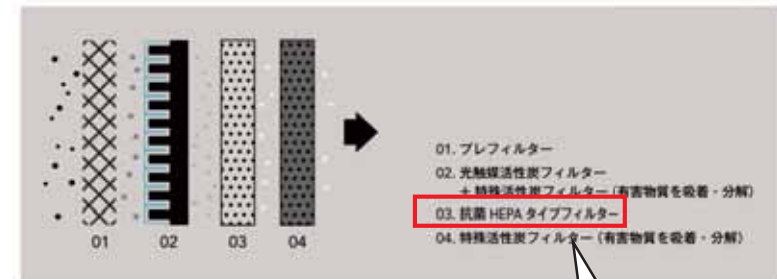 01 02 03 04
01. プレフィルター
02. 光触媒活性炭フィルター
＋特殊活性炭フィルター（有害物質を吸着・分解）
03. 抗菌 HEPA タイプフィルター
04. 特殊活性炭フィルター（有害物質を吸着・分解）